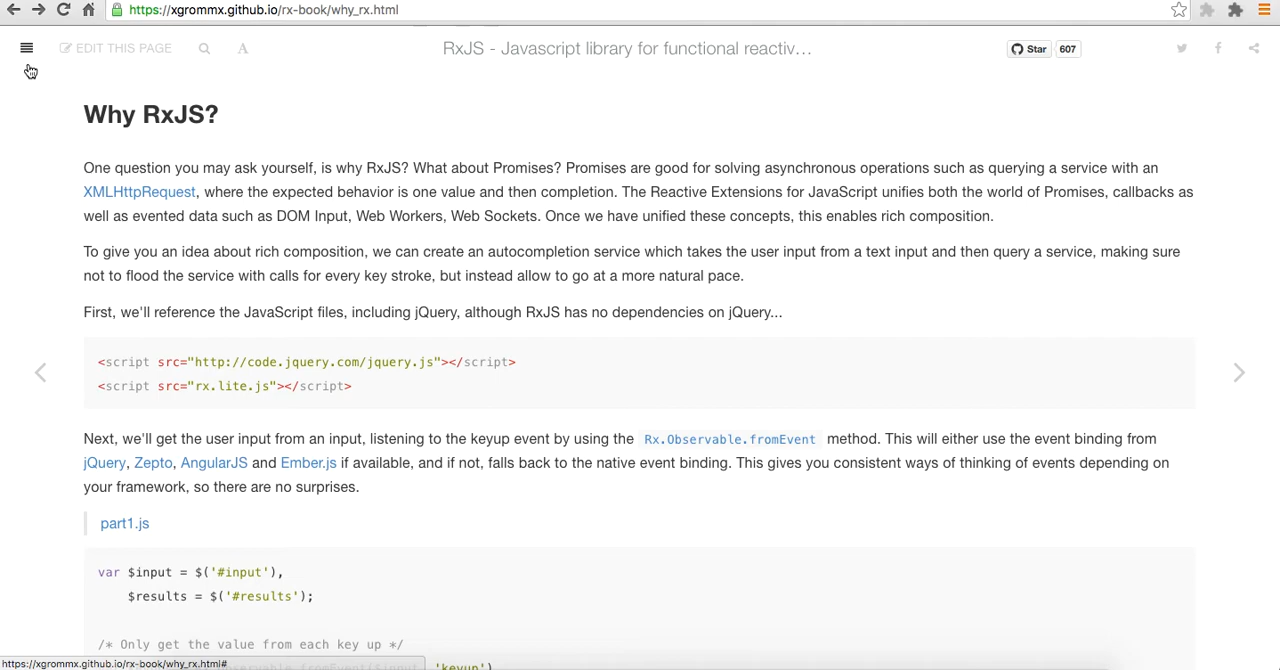 https://xgrommx.github.io/rx-book/why_rx.html
EDIT THIS PAGE
A
RxJS - Javascript library for functional reactiv…
Star
607
Why RxJS?
One question you may ask yourself, is why RxJS? What about Promises? Promises are good for solving asynchronous operations such as querying a service with an
XMLHttpRequest, where the expected behavior is one value and then completion. The Reactive Extensions for JavaScript unifies both the world of Promises, callbacks as
well as evented data such as DOM Input, Web Workers, Web Sockets. Once we have unified these concepts, this enables rich composition.
To give you an idea about rich composition, we can create an autocompletion service which takes the user input from a text input and then query a service, making sure
not to flood the service with calls for every key stroke, but instead allow to go at a more natural pace.
First, we'll reference the JavaScript files, including jQuery, although RxJS has no dependencies on jQuery...
<script src="http://code.jquery.com/jquery.js"></script>
<script src="rx.lite.js"></script>
Next, we'll get the user input from an input, listening to the keyup event by using the Rx.Observable.fromEvent method. This will either use the event binding from
jQuery, Zepto, AngularJS and Ember.js if available, and if not, falls back to the native event binding. This gives you consistent ways of thinking of events depending on
your framework, so there are no surprises.
part1.js
var $input = $('#input'),
$results = $('#results');
/* Only get the value from each key up */
https://xgrommx.github.io/rx-book/why_rx.html#
'keyup')